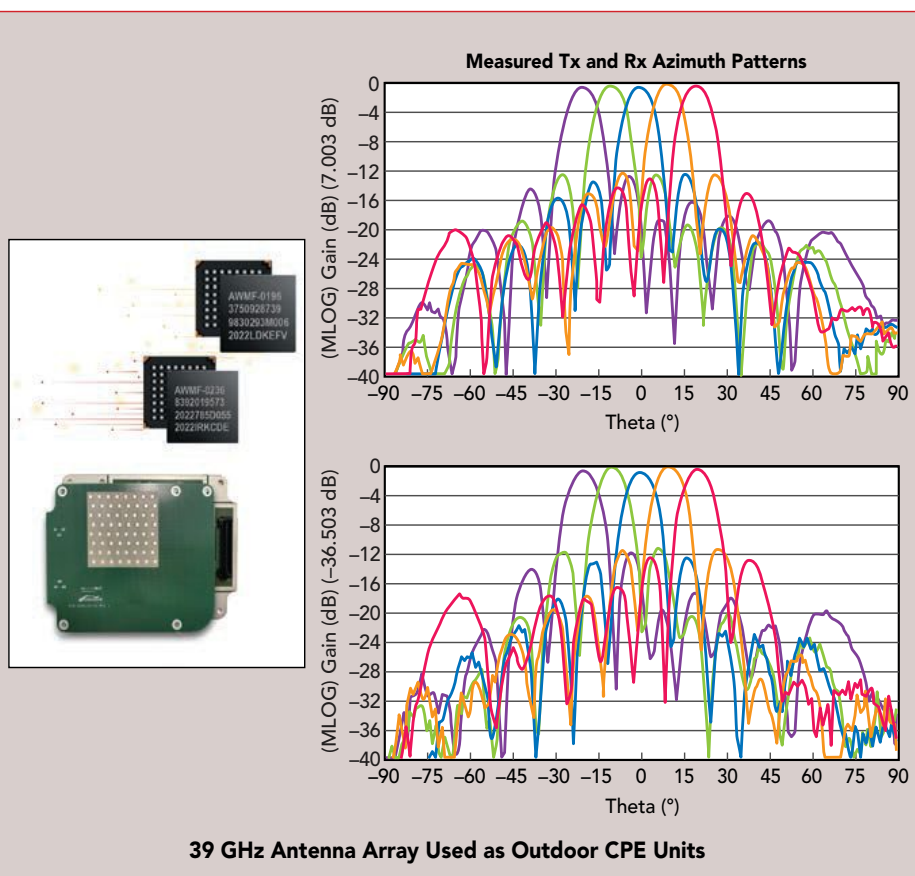 Measured Tx and Rx Azimuth Patterns
(MLOG) Gain (dB) (7.003 dB)
0
–4
–8
–12
–16
–20
–24
–28
–32
–36
–40
–90 –75 –60 –45 –30 –15 0 15 30 45 60 75 90
Theta (°)
AWMF-0196
3750928739
9830293M006
2022LDKEFV
AWMF-0236
8392019573
2022785D055
2022IRKCDE
(MLOG) Gain (dB) (–36.503 dB)
0
–4
–8
–12
–16
–20
–24
–28
–32
–36
–40
–90 –75 –60 –45 –30 –15 0 15 30 45 60 75 90
Theta (°)
39 GHz Antenna Array Used as Outdoor CPE Units